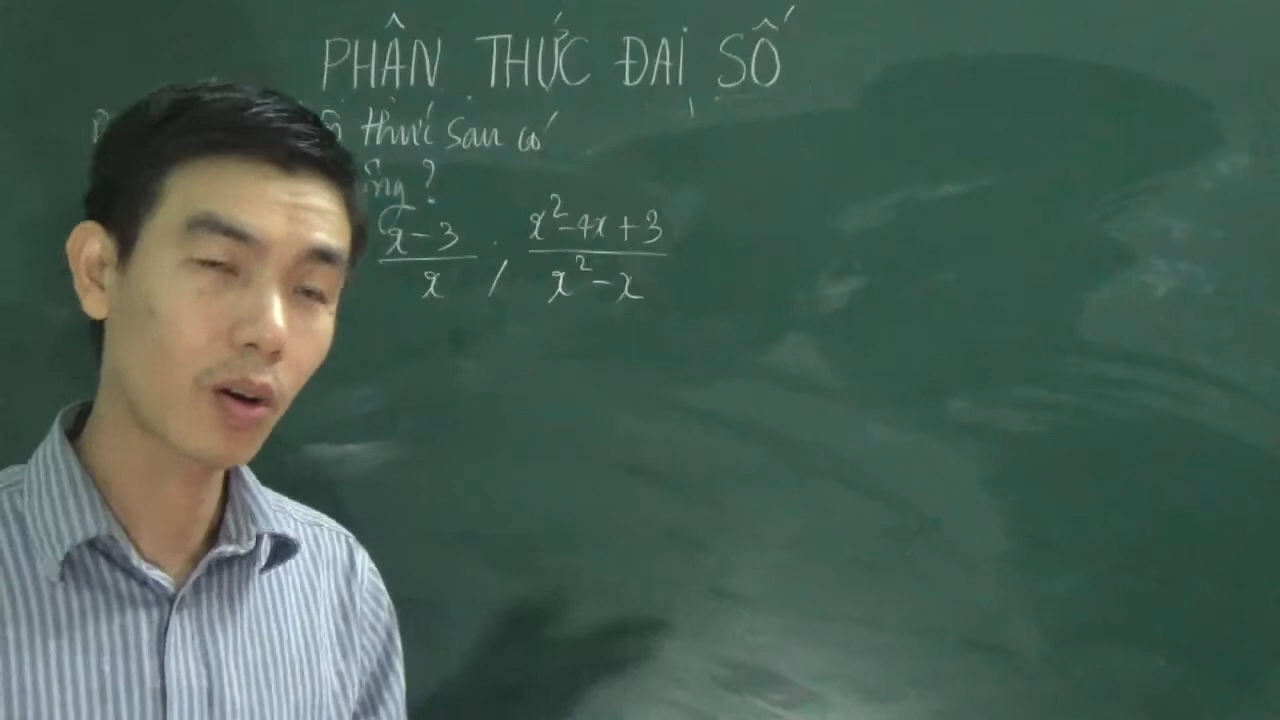 PHÂN THỨC ĐẠI SỐ
thức sau có
?
x-3/x ; x²-4x+3/x²-x